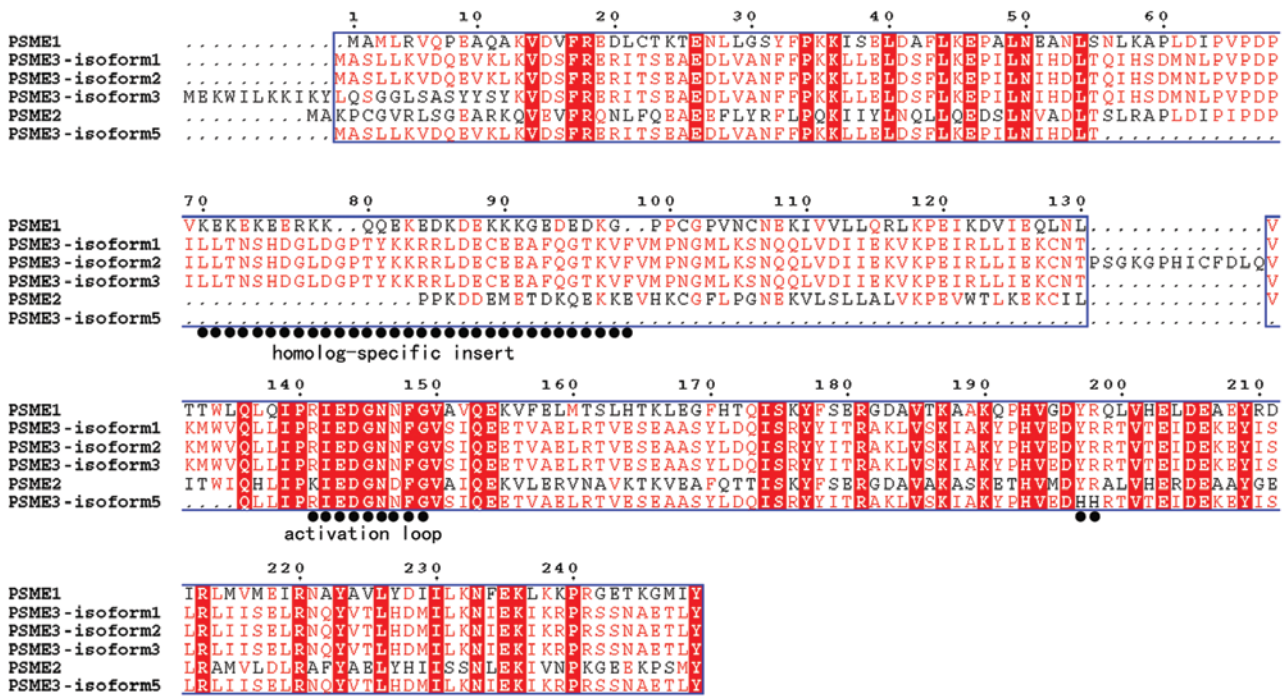 1 10 20 30 40 50 60
PSME1 ............MAMLRVQPEAQAKVDVFREDLCTKTENLLGSYFPKKISELDAFLKEPALNEANLSNLKAPLDIPVPDP
PSME3-isoform1 ...........MASLLKVDQEVKLKVDSFRERITSEAEDLVANFFPKKLLELDSFLKEPILNIHDLTQIHSDMNLPVPDP
PSME3-isoform2 ...........MASLLKVDQEVKLKVDSFRERITSEAEDLVANFFPKKLLELDSFLKEPILNIHDLTQIHSDMNLPVPDP
PSME3-isoform3 MEKWILKKIKYLQSGGLSASYYSYKVDSFRERITSEAEDLVANFFPKKLLELDSFLKEPILNIHDLTQIHSDMNLPVPDP
PSME2 .........MAKPCGVRLSGEARKQVEVFRQNLFQEAEEFLYRFLPQKIIYLNQLLQEDSLNVADLTSLRAPLDIPIPDP
PSME3-isoform5 ...........MASLLKVDQEVKLKVDSFRERITSEAEDLVANFFPKKLLELDSFLKEPILNIHDLT.............
70 80 90 100 110 120 130
PSME1 VKEKEKEERKK..QQEKEDKDEKKKGEDEDKG..PPCGPVNCNEKIVVLLQRLKPEIKDVIEQLNL.............V
PSME3-isoform1 ILLTNSHDGLDGPTYKKRRLDECEEAFQGTKVFVMPNGMLKSNQQLVDIIEKVKPEIRLLIEKCNT.............V
PSME3-isoform2 ILLTNSHDGLDGPTYKKRRLDECEEAFQGTKVFVMPNGMLKSNQQLVDIIEKVKPEIRLLIEKCNTPSGKGPHICFDLQV
PSME3-isoform3 ILLTNSHDGLDGPTYKKRRLDECEEAFQGTKVFVMPNGMLKSNQQLVDIIEKVKPEIRLLIEKCNT.............V
PSME2 .................PPKDDEMETDKQEKKEVHKCGFLPGNEKVLSLLALVKPEVWTLKEKCIL.............V
PSME3-isoform5 ................................................................................
homolog-specific insert
140 150 160 170 180 190 200 210
PSME1 TTWLQLQIPRIEDGNNFGVAVQEKVFELMTSLHTKLEGFHTQISKYFSERGDAVTKAAKQPHVGDYRQLVHELDEAEYRD
PSME3-isoform1 KMWVQLLIPRIEDGNNFGVSIQEETVAELRTVESEAASYLDQISRYYITRAKLVSKIAKYPHVEDYRRTVTEIDEKEYIS
PSME3-isoform2 KMWVQLLIPRIEDGNNFGVSIQEETVAELRTVESEAASYLDQISRYYITRAKLVSKIAKYPHVEDYRRTVTEIDEKEYIS
PSME3-isoform3 KMWVQLLIPRIEDGNNFGVSIQEETVAELRTVESEAASYLDQISRYYITRAKLVSKIAKYPHVEDYRRTVTEIDEKEYIS
PSME2 ITWIQHLIPKIEDGNDFGVAIQEKVLERVNAVKTKVEAFQTTISKYFSERGDAVAKASKETHVMDYRALVHERDEAAYGE
PSME3-isoform5 ....QLLIPRIEDGNNFGVSIQEETVAELRTVESEAASYLDQISRYYITRAKLVSKIAKYPHVEDYHHRTVTEIDEKEYIS
activation loop
220 230 240
PSME1 IRLMVMEIRNAYAVLYDIILKNFEKLKKPRGETKGMIY
PSME3-isoform1 LRLIISELRNQYVTLHDMILKNIEKIKRPRSSNAETLY
PSME3-isoform2 LRLIISELRNQYVTLHDMILKNIEKIKRPRSSNAETLY
PSME3-isoform3 LRLIISELRNQYVTLHDMILKNIEKIKRPRSSNAETLY
PSME2 LRAMVLDLRAFYAELYHIISSNLEKIVNPKGEEKPSMY
PSME3-isoform5 LRLIISELRNQYVTLHDMILKNIEKIKRPRSSNAETLY